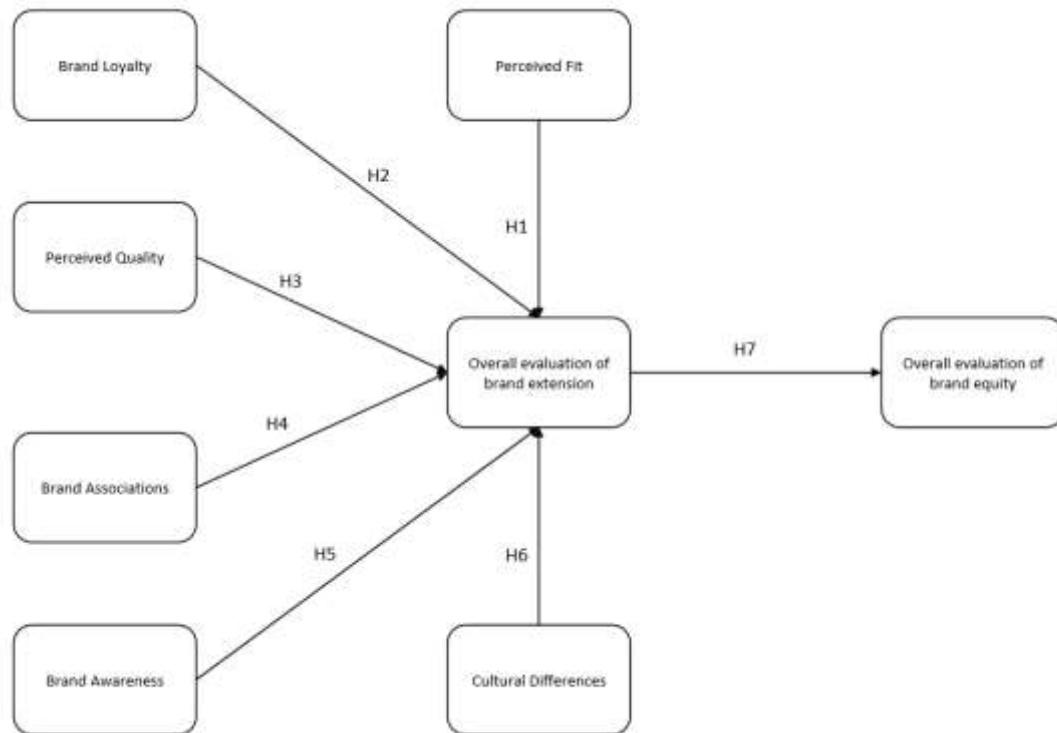 Brand Loyalty
Perceived Fit
H2
Perceived Quality
H1
H3
Overall evaluation of
brand extension
H7
Overall evaluation of
brand equity
H4
Brand Associations
H5
H6
Brand Awareness
Cultural Differences